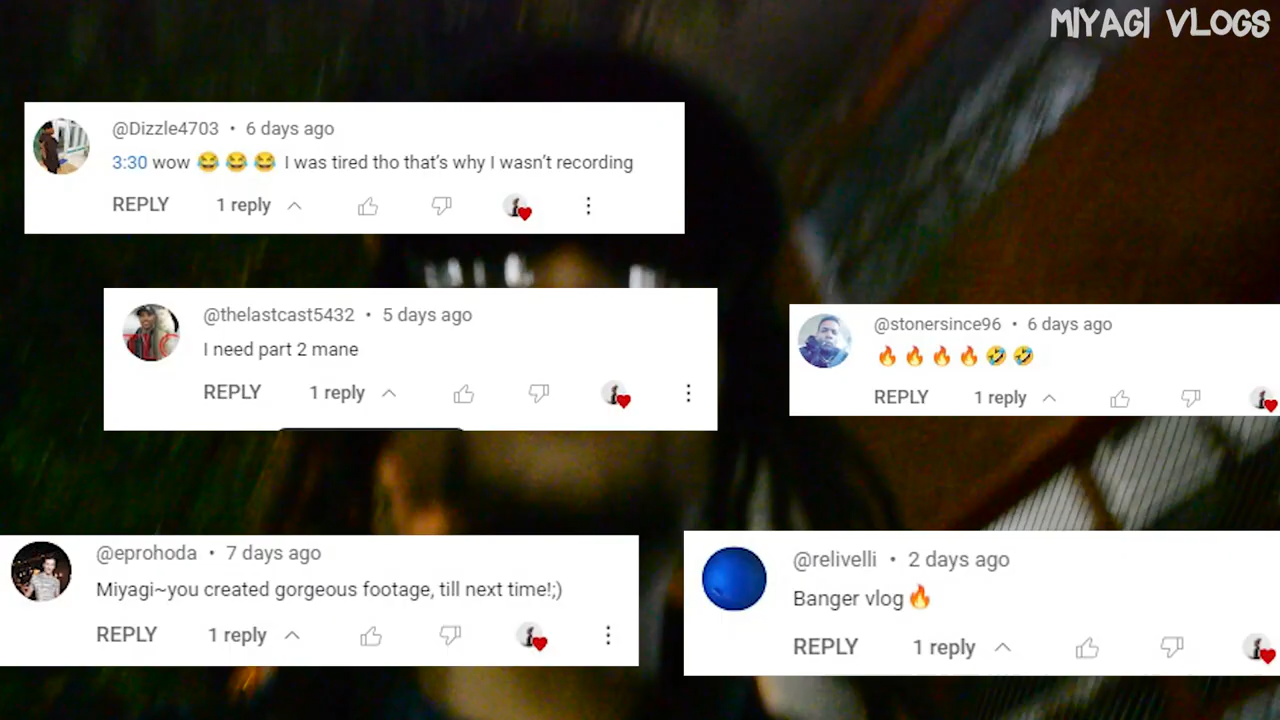 MIYAGI VLOGS
@Dizzle4703 • 6 days ago
3:30 wow 😂 😂 😂 I was tired tho that's why I wasn't recording
REPLY 1 reply
@thelastcast5432 • 5 days ago
I need part 2 mane
REPLY 1 reply
@stonersince96 • 6 days ago
🔥 🔥 🔥 🔥 🤣 🤣
REPLY 1 reply
@eprohoda • 7 days ago
Miyagi~you created gorgeous footage, till next time!;)
REPLY 1 reply
@relivelli • 2 days ago
Banger vlog 🔥
REPLY 1 reply